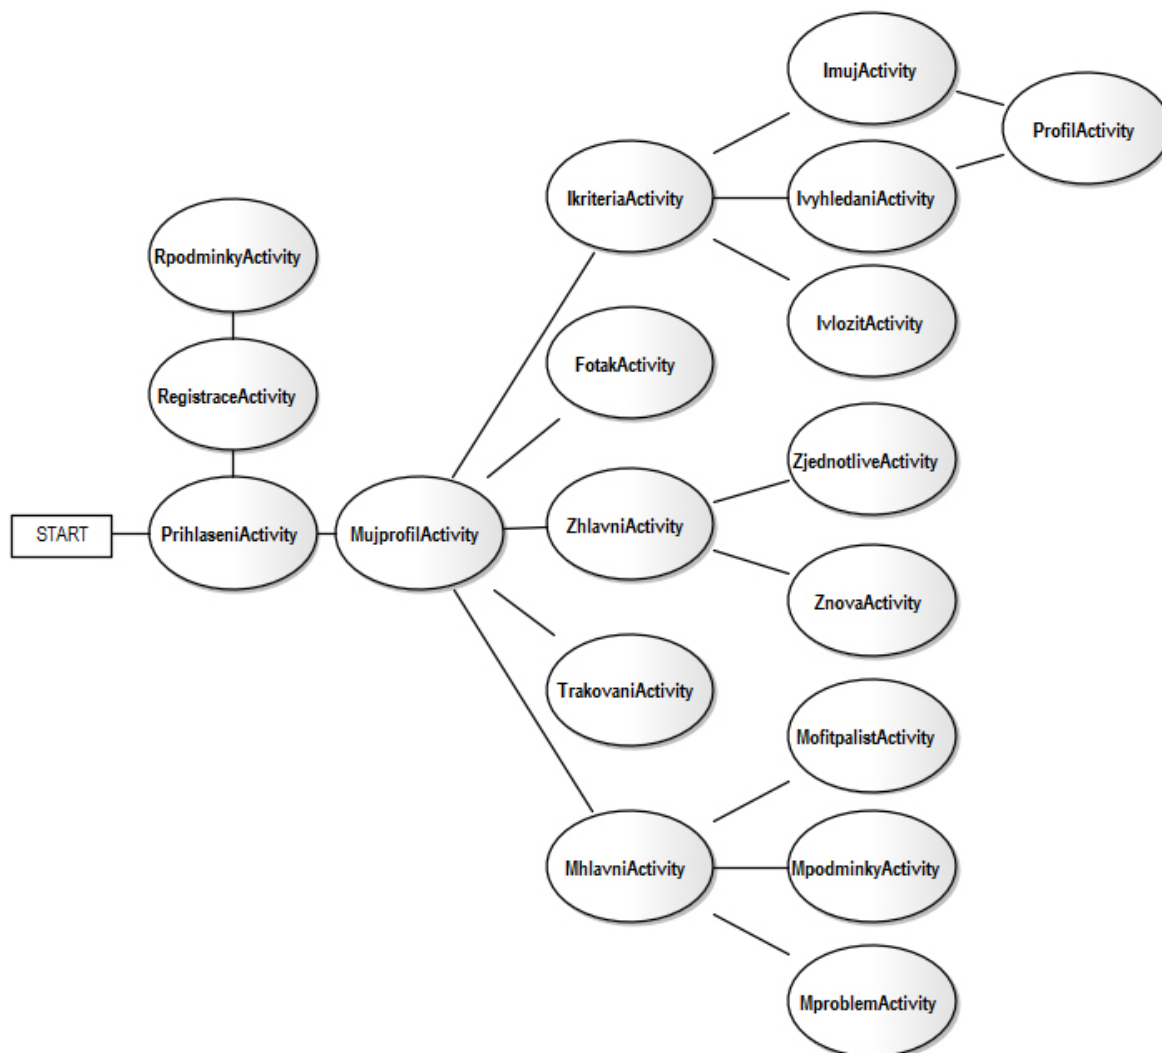 ImujActivity
ProfilActivity
IkriteriaActivity
IvyhledaniActivity
RpodminkyActivity
IvlozitActivity
FotakActivity
RegistraceActivity
ZjednotliveActivity
START
PrihlaseniActivity
MujprofilActivity
ZhlavniActivity
ZnovaActivity
TrakovaniActivity
MofitpalistActivity
MhlavniActivity
MpodminkyActivity
MproblemActivity